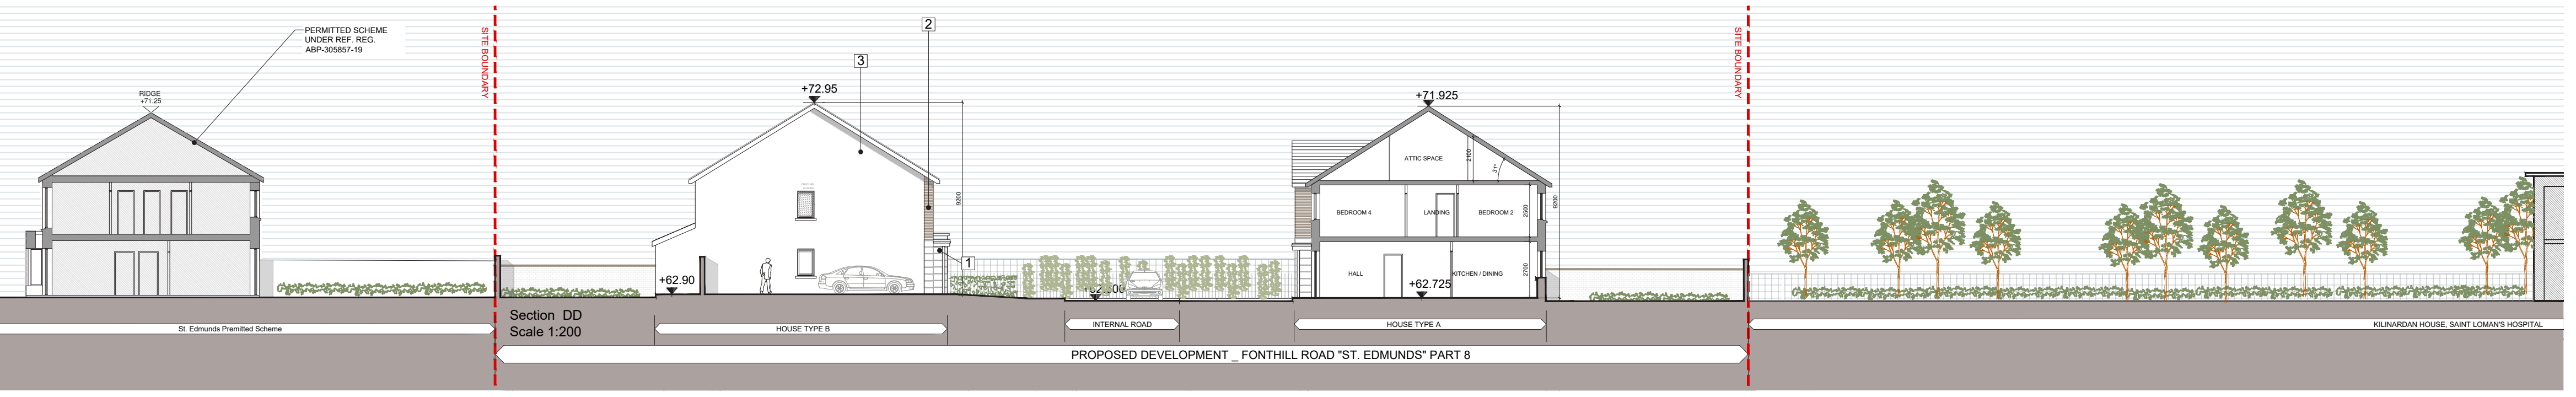 PERMITTED SCHEME
UNDER REF. REG.
ABP-305857-19
RIDGE
+71.25
SITE BOUNDARY
2
3
+72.95
9200
1
+62.90
+71.925
ATTIC SPACE
2100
31°
BEDROOM 4
LANDING
BEDROOM 2
2500
9200
HALL
KITCHEN / DINING
2700
+62.725
SITE BOUNDARY
St. Edmunds Premitted Scheme
Section DD
Scale 1:200
HOUSE TYPE B
INTERNAL ROAD
HOUSE TYPE A
KILINARDAN HOUSE, SAINT LOMAN'S HOSPITAL
PROPOSED DEVELOPMENT _ FONTHILL ROAD "ST. EDMUNDS" PART 8